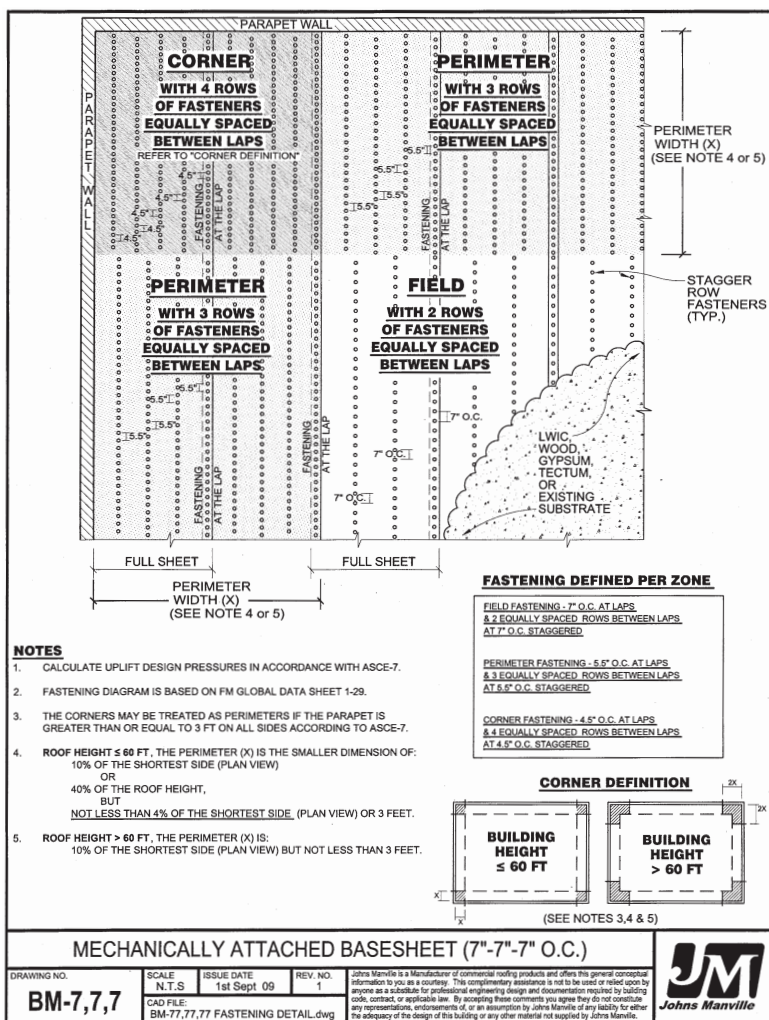 PARAPET WALL
PARAPET WALL
CORNER
WITH 4 ROWS
OF FASTENERS
EQUALLY SPACED
BETWEEN LAPS
REFER TO "CORNER DEFINITION"
4.5"
4.5"
4.5"
4.5"
4.5"
FASTENING
AT THE LAP
PERIMETER
WITH 3 ROWS
OF FASTENERS
EQUALLY SPACED
BETWEEN LAPS
5.5"
5.5"
5.5"
5.5"
FASTENING
AT THE LAP
PERIMETER
WIDTH (X)
(SEE NOTE 4 or 5)
STAGGER
ROW
FASTENERS
(TYP.)
PERIMETER
WITH 3 ROWS
OF FASTENERS
EQUALLY SPACED
BETWEEN LAPS
5.5"
5.5"
5.5"
5.5"
FASTENING
AT THE LAP
FASTENING
AT THE LAP
FIELD
WITH 2 ROWS
OF FASTENERS
EQUALLY SPACED
BETWEEN LAPS
7" O.C.
7" O.C.
7" O.C.
LWIC,
WOOD,
GYPSUM,
TECTUM,
OR
EXISTING
SUBSTRATE
FULL SHEET
FULL SHEET
PERIMETER
WIDTH (X)
(SEE NOTE 4 or 5)
FASTENING DEFINED PER ZONE
FIELD FASTENING - 7" O.C. AT LAPS
& 2 EQUALLY SPACED ROWS BETWEEN LAPS
AT 7" O.C. STAGGERED
PERIMETER FASTENING - 5.5" O.C. AT LAPS
& 3 EQUALLY SPACED ROWS BETWEEN LAPS
AT 5.5" O.C. STAGGERED
CORNER FASTENING - 4.5" O.C. AT LAPS
& 4 EQUALLY SPACED ROWS BETWEEN LAPS
AT 4.5" O.C. STAGGERED
NOTES
1. CALCULATE UPLIFT DESIGN PRESSURES IN ACCORDANCE WITH ASCE-7.
2. FASTENING DIAGRAM IS BASED ON FM GLOBAL DATA SHEET 1-29.
3. THE CORNERS MAY BE TREATED AS PERIMETERS IF THE PARAPET IS
GREATER THAN OR EQUAL TO 3 FT ON ALL SIDES ACCORDING TO ASCE-7.
4. ROOF HEIGHT ≤ 60 FT, THE PERIMETER (X) IS THE SMALLER DIMENSION OF:
10% OF THE SHORTEST SIDE (PLAN VIEW)
OR
40% OF THE ROOF HEIGHT,
BUT
NOT LESS THAN 4% OF THE SHORTEST SIDE (PLAN VIEW) OR 3 FEET.
5. ROOF HEIGHT > 60 FT, THE PERIMETER (X) IS:
10% OF THE SHORTEST SIDE (PLAN VIEW) BUT NOT LESS THAN 3 FEET.
CORNER DEFINITION
BUILDING
HEIGHT
≤ 60 FT
X
X
BUILDING
HEIGHT
> 60 FT
2X
2X
(SEE NOTES 3,4 & 5)
MECHANICALLY ATTACHED BASESHEET (7"-7"-7" O.C.)
DRAWING NO.
BM-7,7,7
SCALE
N.T.S
ISSUE DATE
1st Sept 09
REV. NO.
1
CAD FILE:
BM-77,77,77 FASTENING DETAIL.dwg
Johns Manville is a Manufacturer of commercial roofing products and offers this general conceptual
information to you as a courtesy. This complimentary assistance is not to be used or relied upon by
anyone as a substitute for professional engineering design and documentation required by building
code, contract, or applicable law. By accepting these comments you agree they do not constitute
any representations, endorsements of, or an assumption by Johns Manville of any liability for either
the adequacy of the design of this building or any other material not supplied by Johns Manville.
JM
Johns Manville